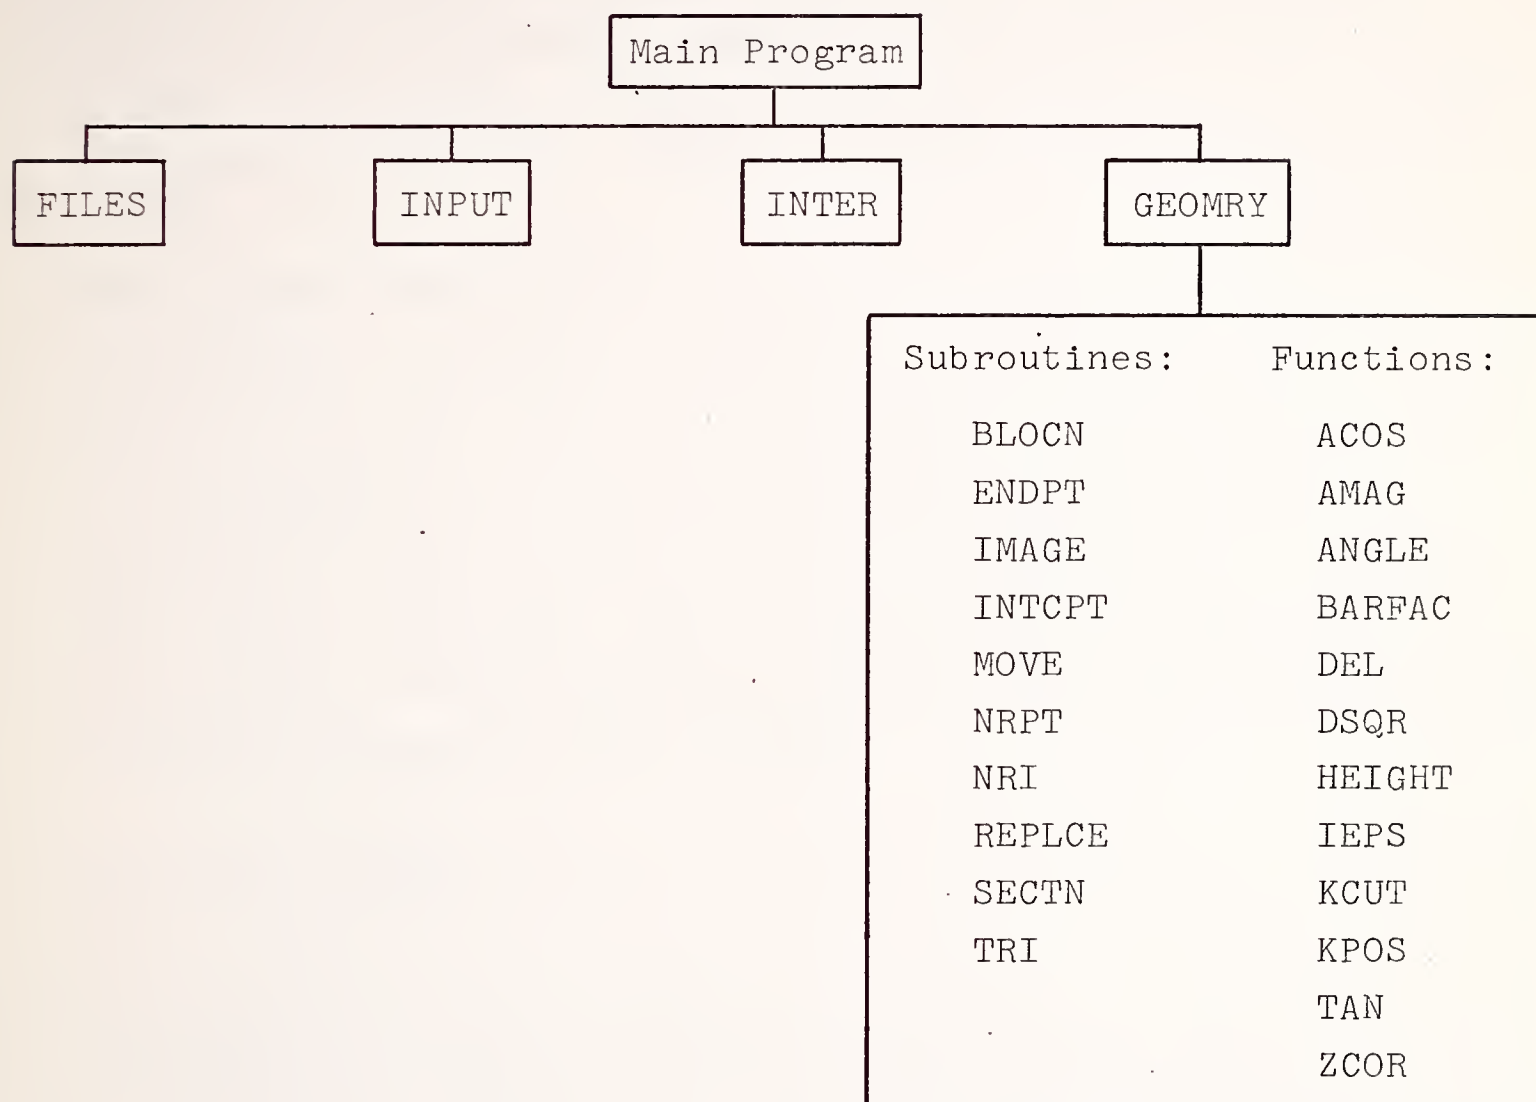 Main Program
FILES INPUT INTER GEOMRY
Subroutines: Functions:
BLOCN ACOS
ENDPT AMAG
IMAGE ANGLE
INTCPT BARFAC
MOVE DEL
NRPT DSQR
NRI HEIGHT
REPLCE IEPS
SECTN KCUT
TRI KPOS
TAN
ZCOR